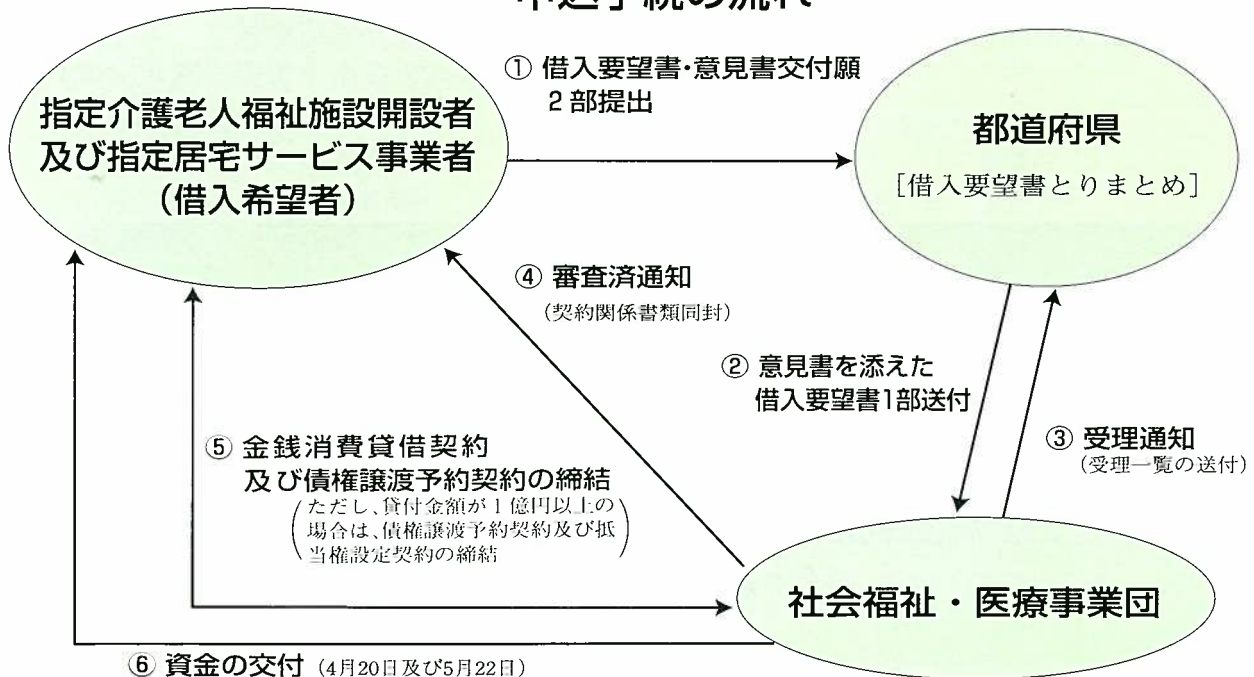 申込手続の流れ
指定介護老人福祉施設開設者
及び指定居宅サービス事業者
（借入希望者）
① 借入要望書・意見書交付願
2部提出
都道府県
［借入要望書とりまとめ］
④ 審査済通知
（契約関係書類同封）
② 意見書を添えた
借入要望書1部送付
③ 受理通知
（受理一覧の送付）
⑤ 金銭消費貸借契約
及び債権譲渡予約契約の締結
（ただし、貸付金額が1億円以上の
場合は、債権譲渡予約契約及び抵
当権設定契約の締結）
社会福祉・医療事業団
⑥ 資金の交付（4月20日及び5月22日）